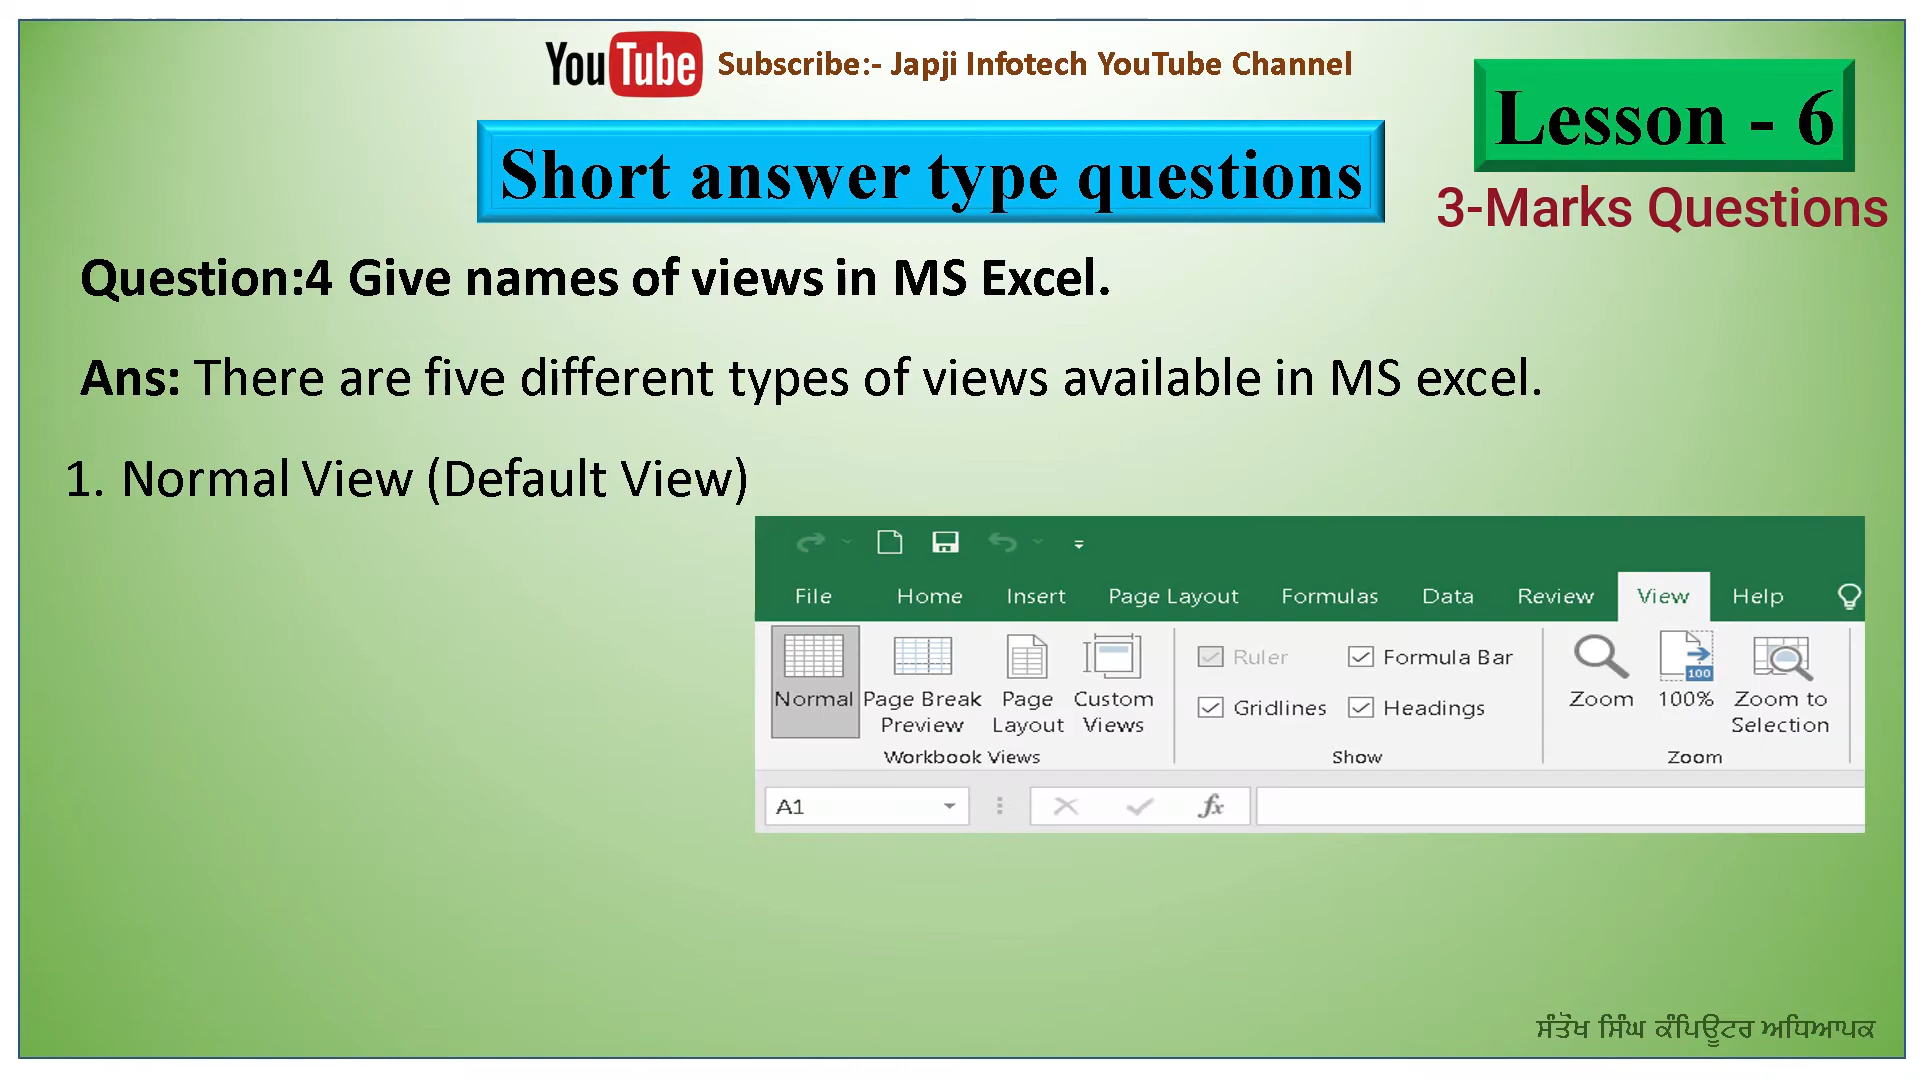 YouTube Subscribe:- Japji Infotech YouTube Channel
Lesson - 6
Short answer type questions
3-Marks Questions
Question:4 Give names of views in MS Excel.
Ans: There are five different types of views available in MS excel.
1. Normal View (Default View)
File Home Insert Page Layout Formulas Data Review View Help
Normal Page Break Preview Page Layout Custom Views
Workbook Views
Ruler Formula Bar
Gridlines Headings
Show
Zoom 100% Zoom to Selection
100
Zoom
A1 fx
ਸੰਤੋਖ ਸਿੰਘ ਕੰਪਿਊਟਰ ਅਧਿਆਪਕ